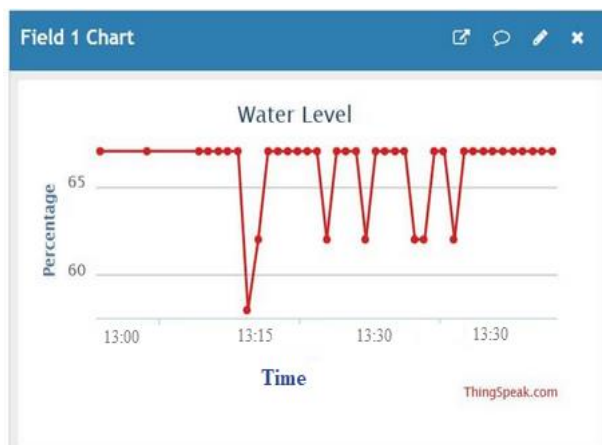 Field 1 Chart
Water Level
Percentage
65
60
13:00 13:15 13:30 13:30
Time
ThingSpeak.com